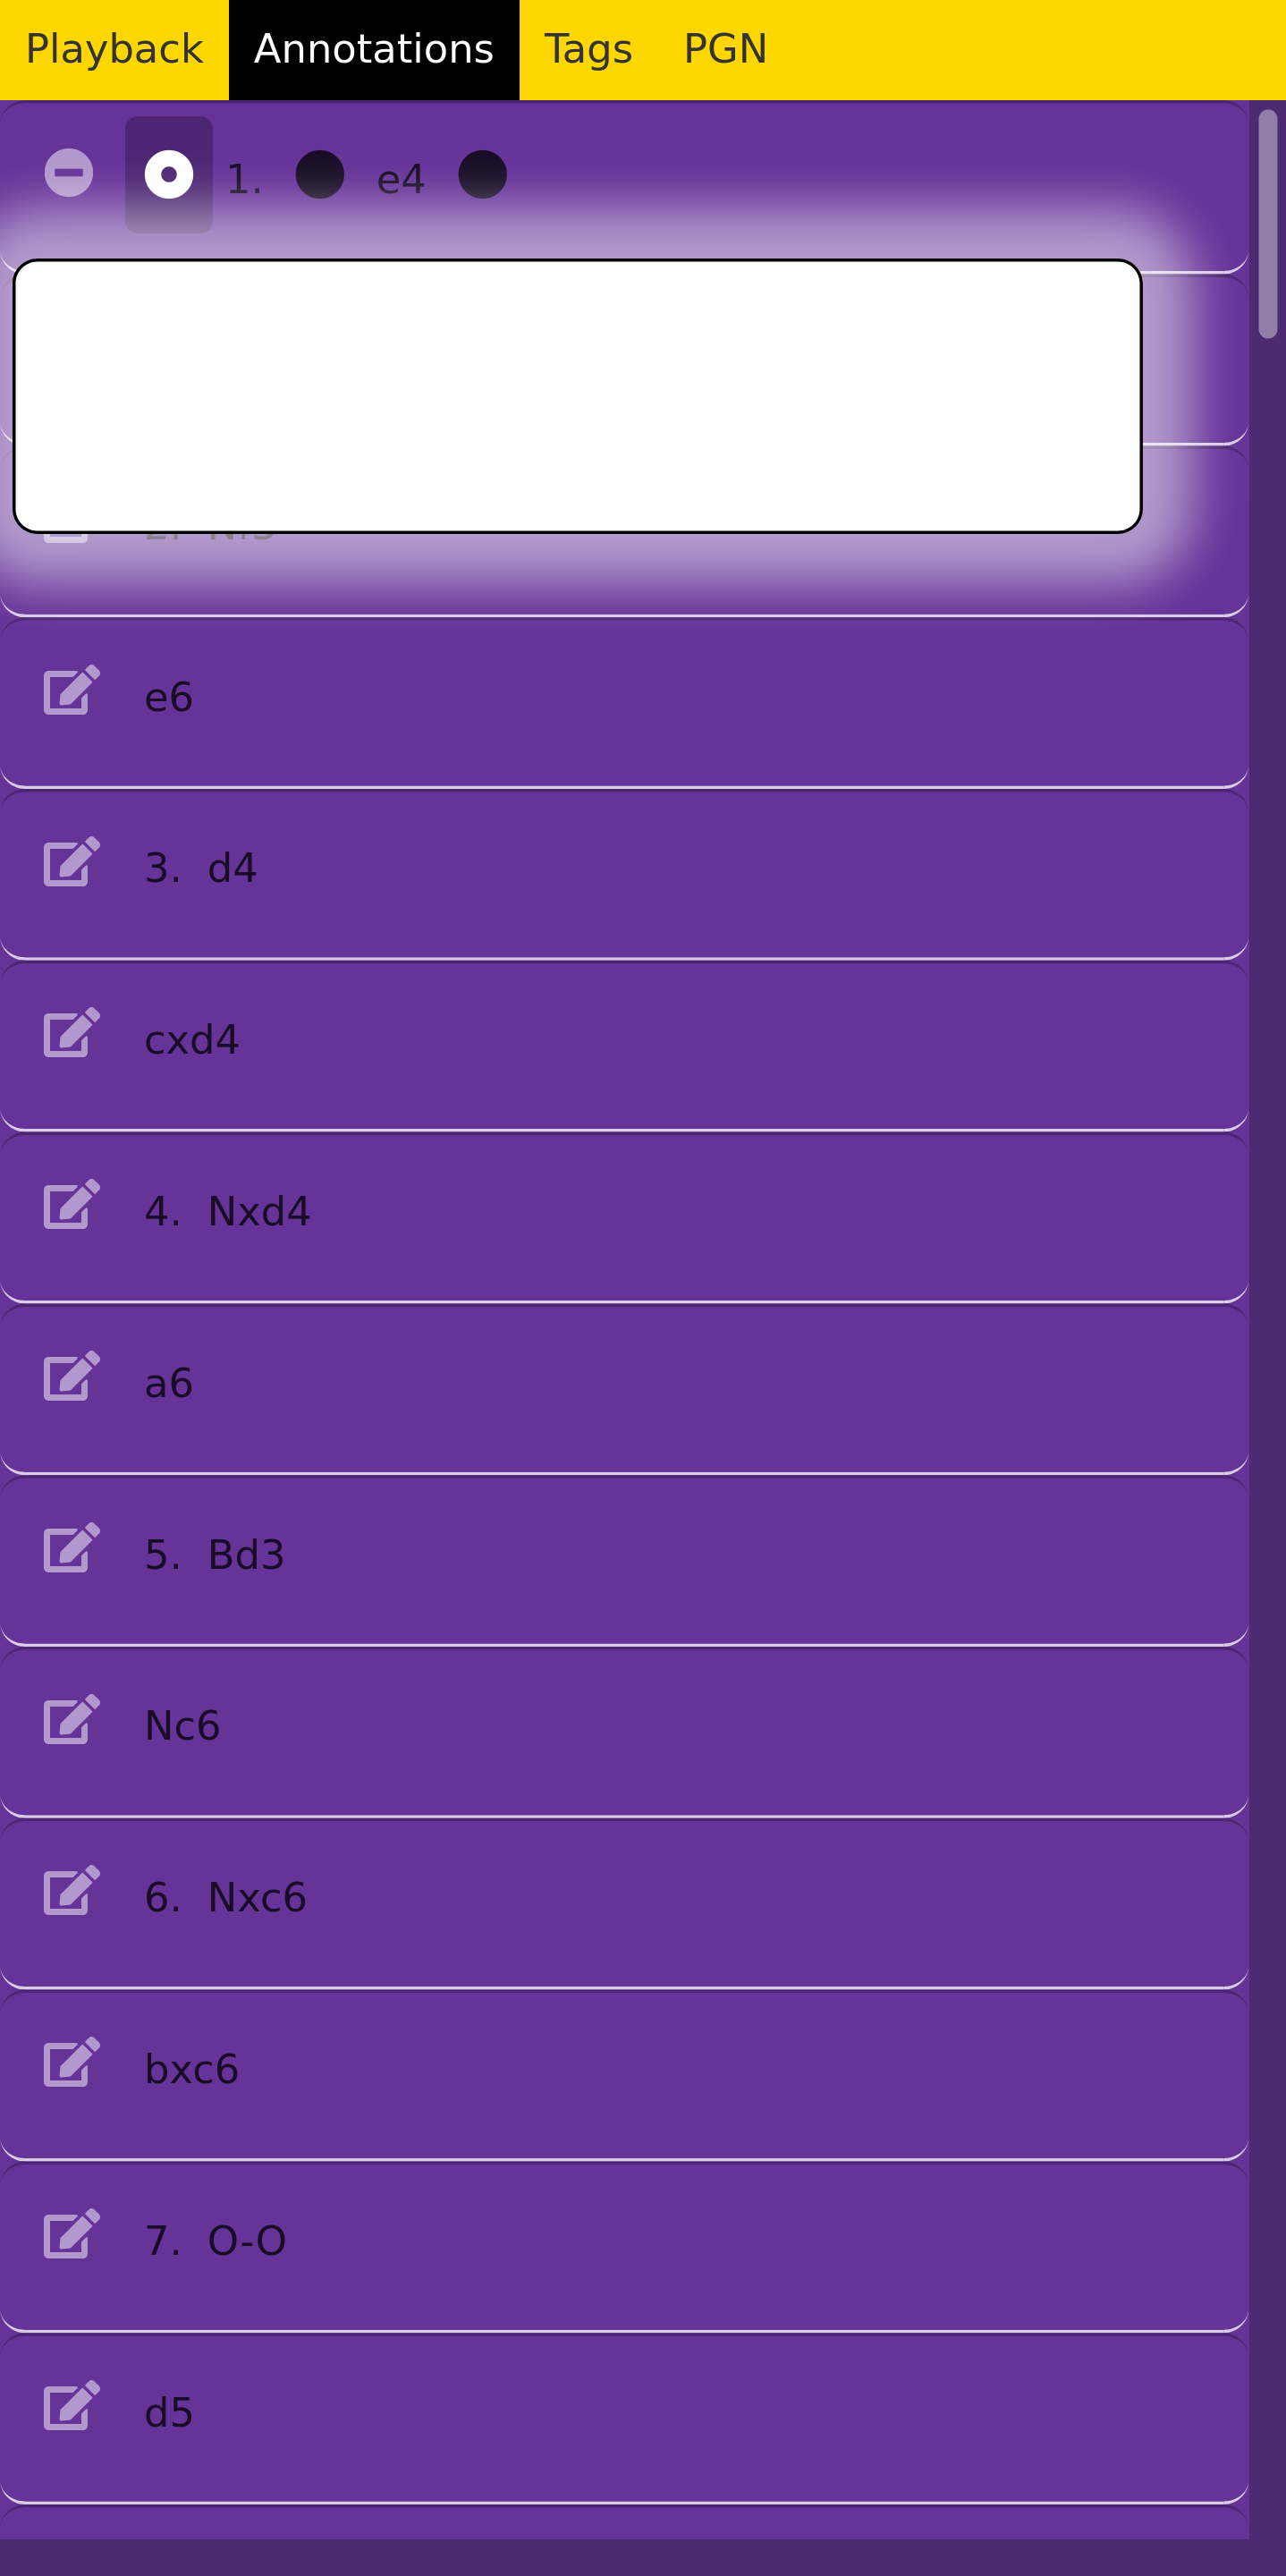 Playback Annotations Tags PGN
1. e4
e6
3. d4
cxd4
4. Nxd4
a6
5. Bd3
Nc6
6. Nxc6
bxc6
7. O-O
d5